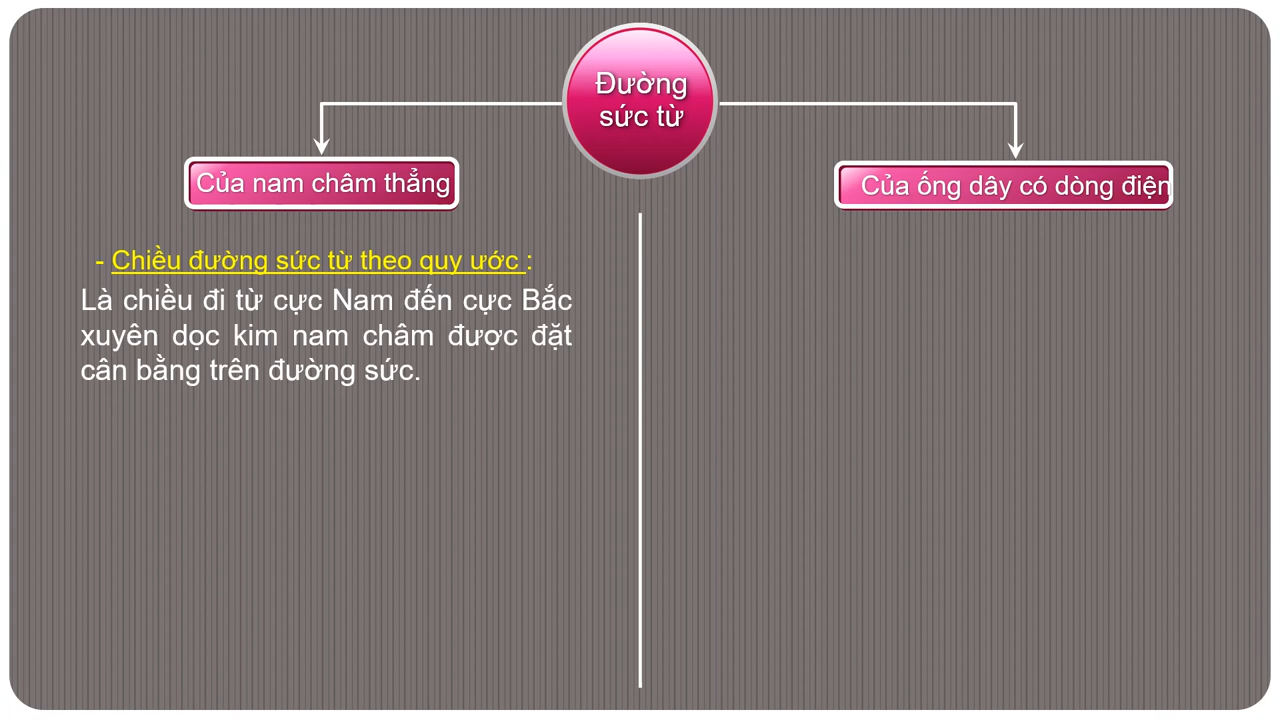 Đường
sức từ
Của nam châm thẳng
Của ống dây có dòng điện
- Chiều đường sức từ theo quy ước :
Là chiều đi từ cực Nam đến cực Bắc
xuyên dọc kim nam châm được đặt
cân bằng trên đường sức.